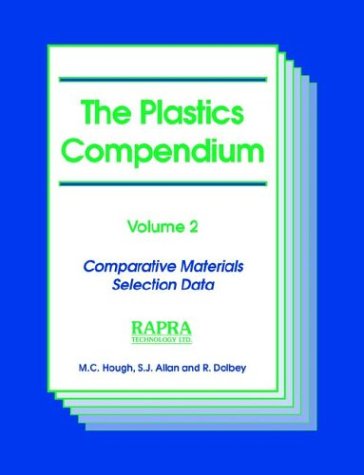 The Plastics
Compendium
Volume 2
Comparative Materials
Selection Data
RAPRA
TECHNOLOGY LTD.
M.C. Hough, S.J. Allan and R. Dolbey